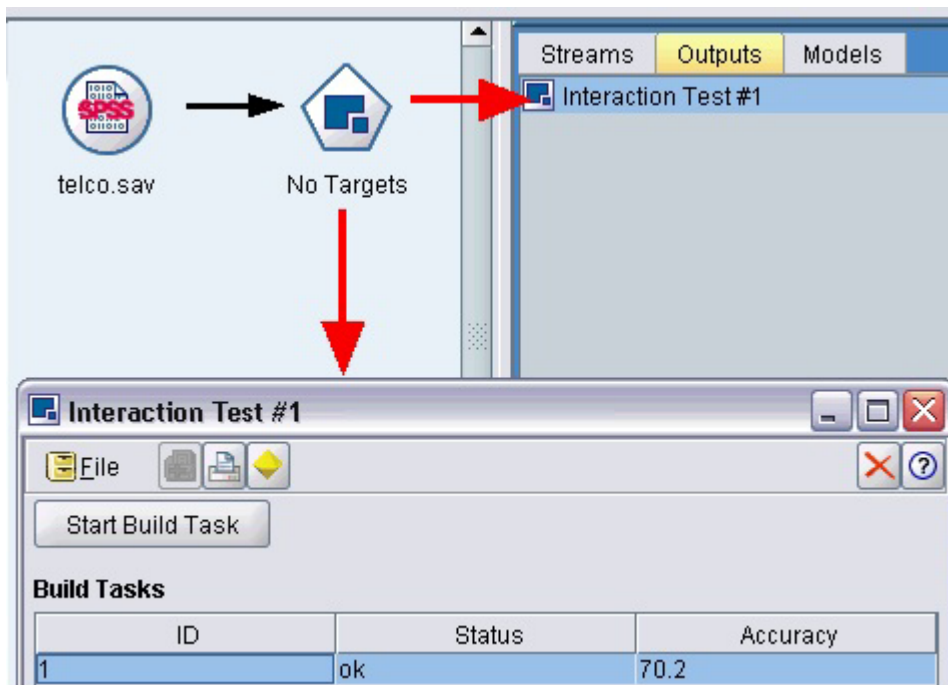 Streams Outputs Models
Interaction Test #1
SPSS
telco.sav
No Targets
Interaction Test #1
File
Start Build Task
Build Tasks
ID Status Accuracy
1 ok 70.2